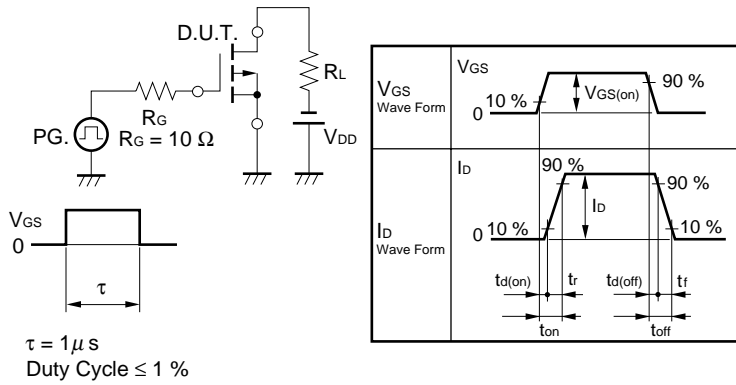 D.U.T.
RL
RG
PG.
RG = 10 Ω
VDD
VGS
0
τ
τ = 1μ s
Duty Cycle ≤ 1 %
VGS
Wave Form
VGS
10 %
0
VGS(on)
90 %
ID
Wave Form
ID
90 %
0 10 %
ID
90 %
10 %
td(on) tr td(off) tf
ton toff